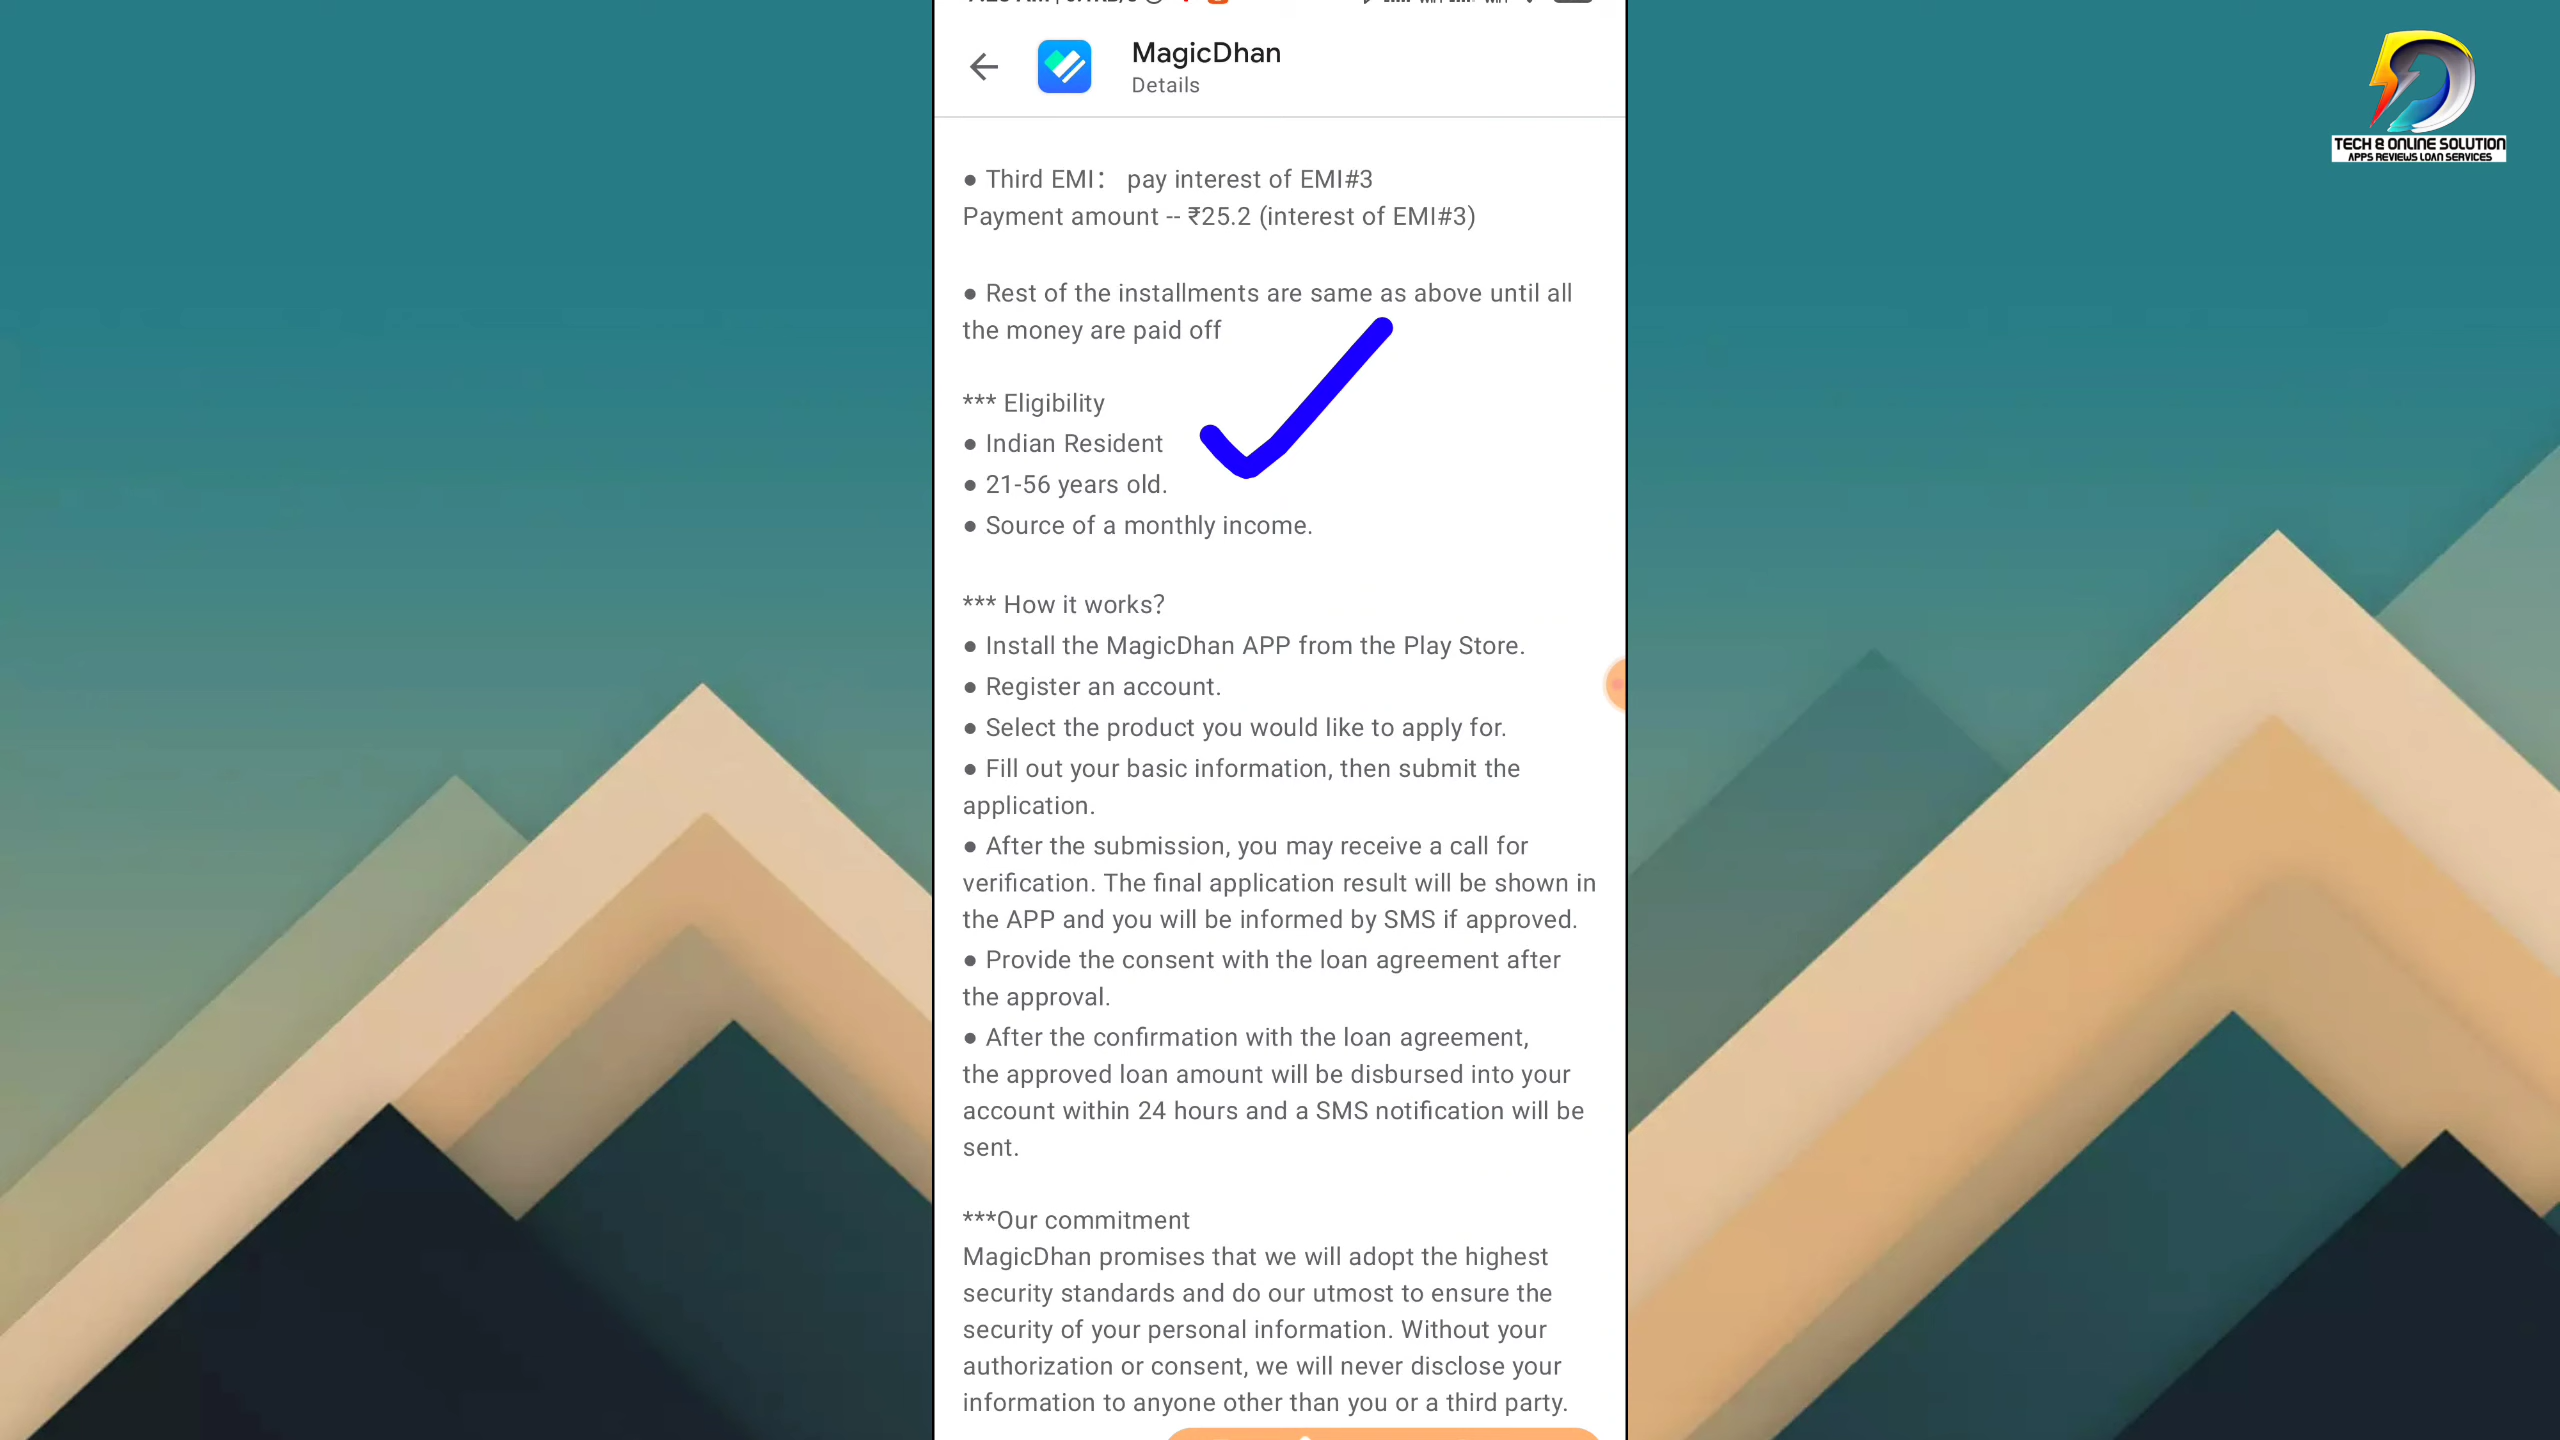 MagicDhan
Details
TECH & ONLINE SOLUTION
APPS REVIEWS LOAN SERVICES
● Third EMI： pay interest of EMI#3
Payment amount -- ₹25.2 (interest of EMI#3)
● Rest of the installments are same as above until all
the money are paid off
*** Eligibility
● Indian Resident
● 21-56 years old.
● Source of a monthly income.
*** How it works?
● Install the MagicDhan APP from the Play Store.
● Register an account.
● Select the product you would like to apply for.
● Fill out your basic information, then submit the
application.
● After the submission, you may receive a call for
verification. The final application result will be shown in
the APP and you will be informed by SMS if approved.
● Provide the consent with the loan agreement after
the approval.
● After the confirmation with the loan agreement,
the approved loan amount will be disbursed into your
account within 24 hours and a SMS notification will be
sent.
***Our commitment
MagicDhan promises that we will adopt the highest
security standards and do our utmost to ensure the
security of your personal information. Without your
authorization or consent, we will never disclose your
information to anyone other than you or a third party.